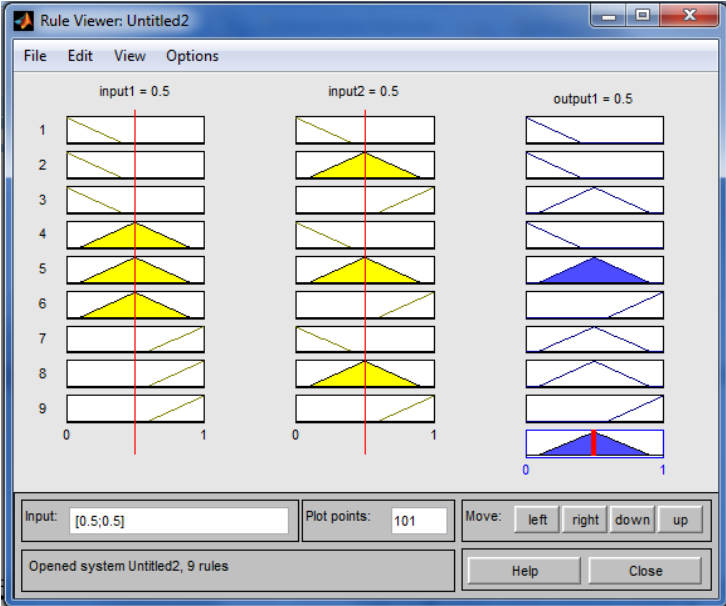 Rule Viewer: Untitled2
File Edit View Options
input1 = 0.5 input2 = 0.5 output1 = 0.5
1
2
3
4
5
6
7
8
9
0 1 0 1
0 1
Input: [0.5;0.5] Plot points: 101 Move: left right down up
Opened system Untitled2, 9 rules Help Close